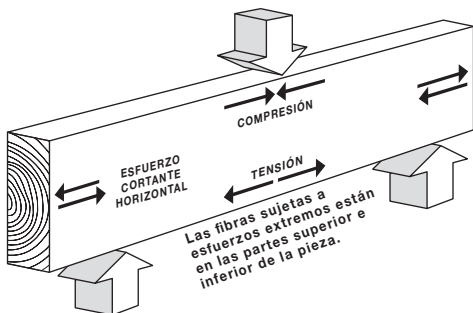 COMPRESIÓN
ESFUERZO
CORTANTE
HORIZONTAL
TENSIÓN
Las fibras sujetas a
esfuerzos extremos están
en las partes superior e
inferior de la pieza.